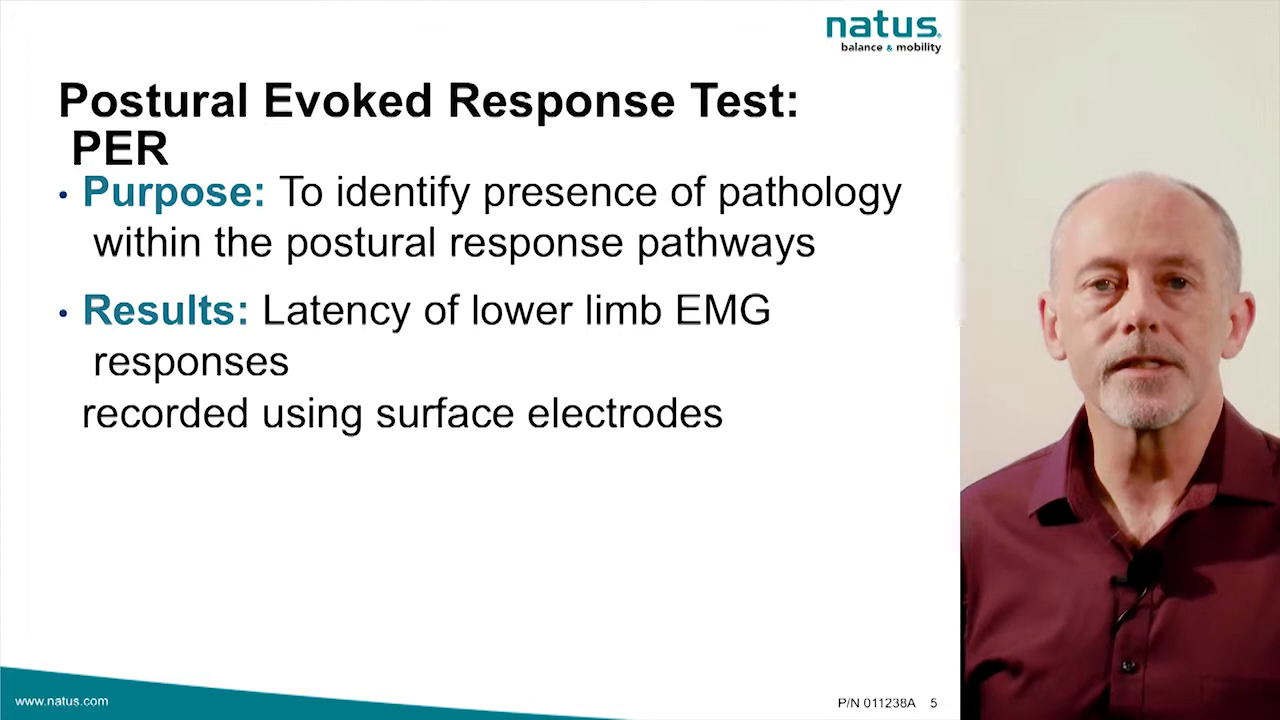 natus®
balance & mobility
Postural Evoked Response Test:
PER
• Purpose: To identify presence of pathology
within the postural response pathways
• Results: Latency of lower limb EMG
responses
recorded using surface electrodes
www.natus.com
P/N 011238A 5